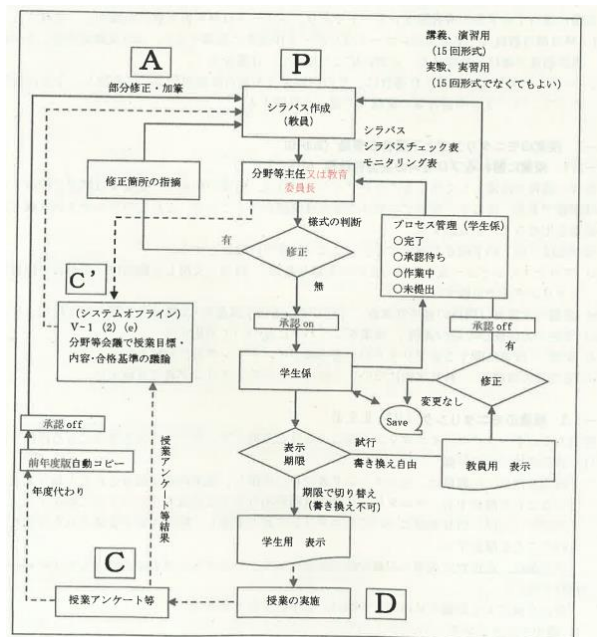 講義、演習用
(15回形式)
実験、実習用
(15回形式でなくてもよい)
A
P
部分修正・加筆
シラバス作成
(教員)
シラバス
シラバスチェック表
モニタリング表
修正箇所の指摘
分野等主任又は教育
委員長
様式の判断
プロセス管理(学生係)
○完了
○承認待ち
○作業中
○未提出
有
修正
無
C'
(システムオフライン)
V-1 (2) (e)
分野等会議で授業目標・
内容・合格基準の議論
承認 on
承認 off
有
学生係
修正
変更なし
Save
承認 off
前年度版自動コピー
年度代わり
授業アンケート等結果
表示
期限
試行
書き換え自由
教員用 表示
期限で切り替え
(書き換え不可)
学生用 表示
C
授業アンケート等
授業の実施
D